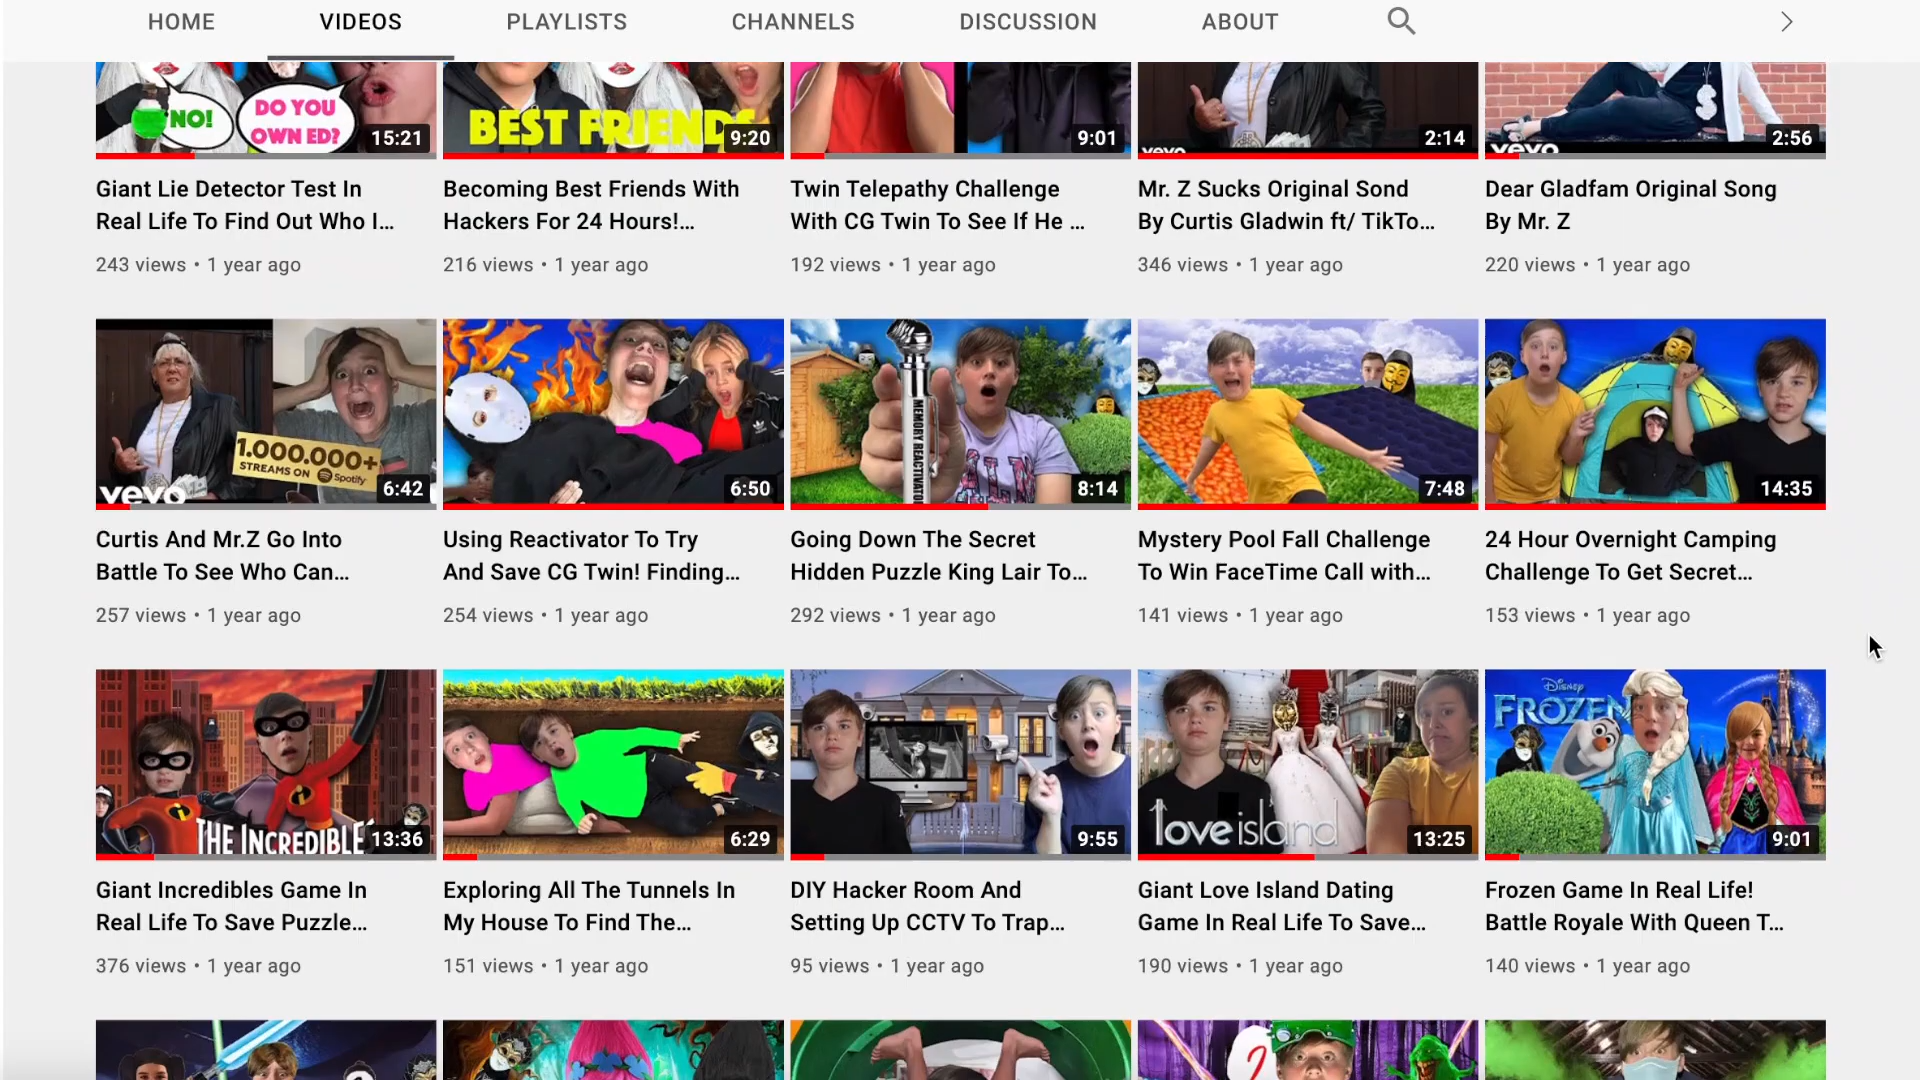 HOME VIDEOS PLAYLISTS CHANNELS DISCUSSION ABOUT
NO!
DO YOU
OWN ED?
15:21
Giant Lie Detector Test In
Real Life To Find Out Who I...
243 views • 1 year ago
BEST FRIENDS
9:20
Becoming Best Friends With
Hackers For 24 Hours!...
216 views • 1 year ago
9:01
Twin Telepathy Challenge
With CG Twin To See If He ...
192 views • 1 year ago
vevo
2:14
Mr. Z Sucks Original Sond
By Curtis Gladwin ft/ TikTo...
346 views • 1 year ago
vevo
2:56
Dear Gladfam Original Song
By Mr. Z
220 views • 1 year ago
1.000.000+
STREAMS ON Spotify
vevo
6:42
Curtis And Mr.Z Go Into
Battle To See Who Can...
257 views • 1 year ago
6:50
Using Reactivator To Try
And Save CG Twin! Finding...
254 views • 1 year ago
MEMORY REACTIVATO
8:14
Going Down The Secret
Hidden Puzzle King Lair To...
292 views • 1 year ago
7:48
Mystery Pool Fall Challenge
To Win FaceTime Call with...
141 views • 1 year ago
14:35
24 Hour Overnight Camping
Challenge To Get Secret...
153 views • 1 year ago
THE INCREDIBLE
13:36
Giant Incredibles Game In
Real Life To Save Puzzle...
376 views • 1 year ago
6:29
Exploring All The Tunnels In
My House To Find The...
151 views • 1 year ago
9:55
DIY Hacker Room And
Setting Up CCTV To Trap...
95 views • 1 year ago
love island
13:25
Giant Love Island Dating
Game In Real Life To Save...
190 views • 1 year ago
Disney
FROZEN
9:01
Frozen Game In Real Life!
Battle Royale With Queen T...
140 views • 1 year ago
2